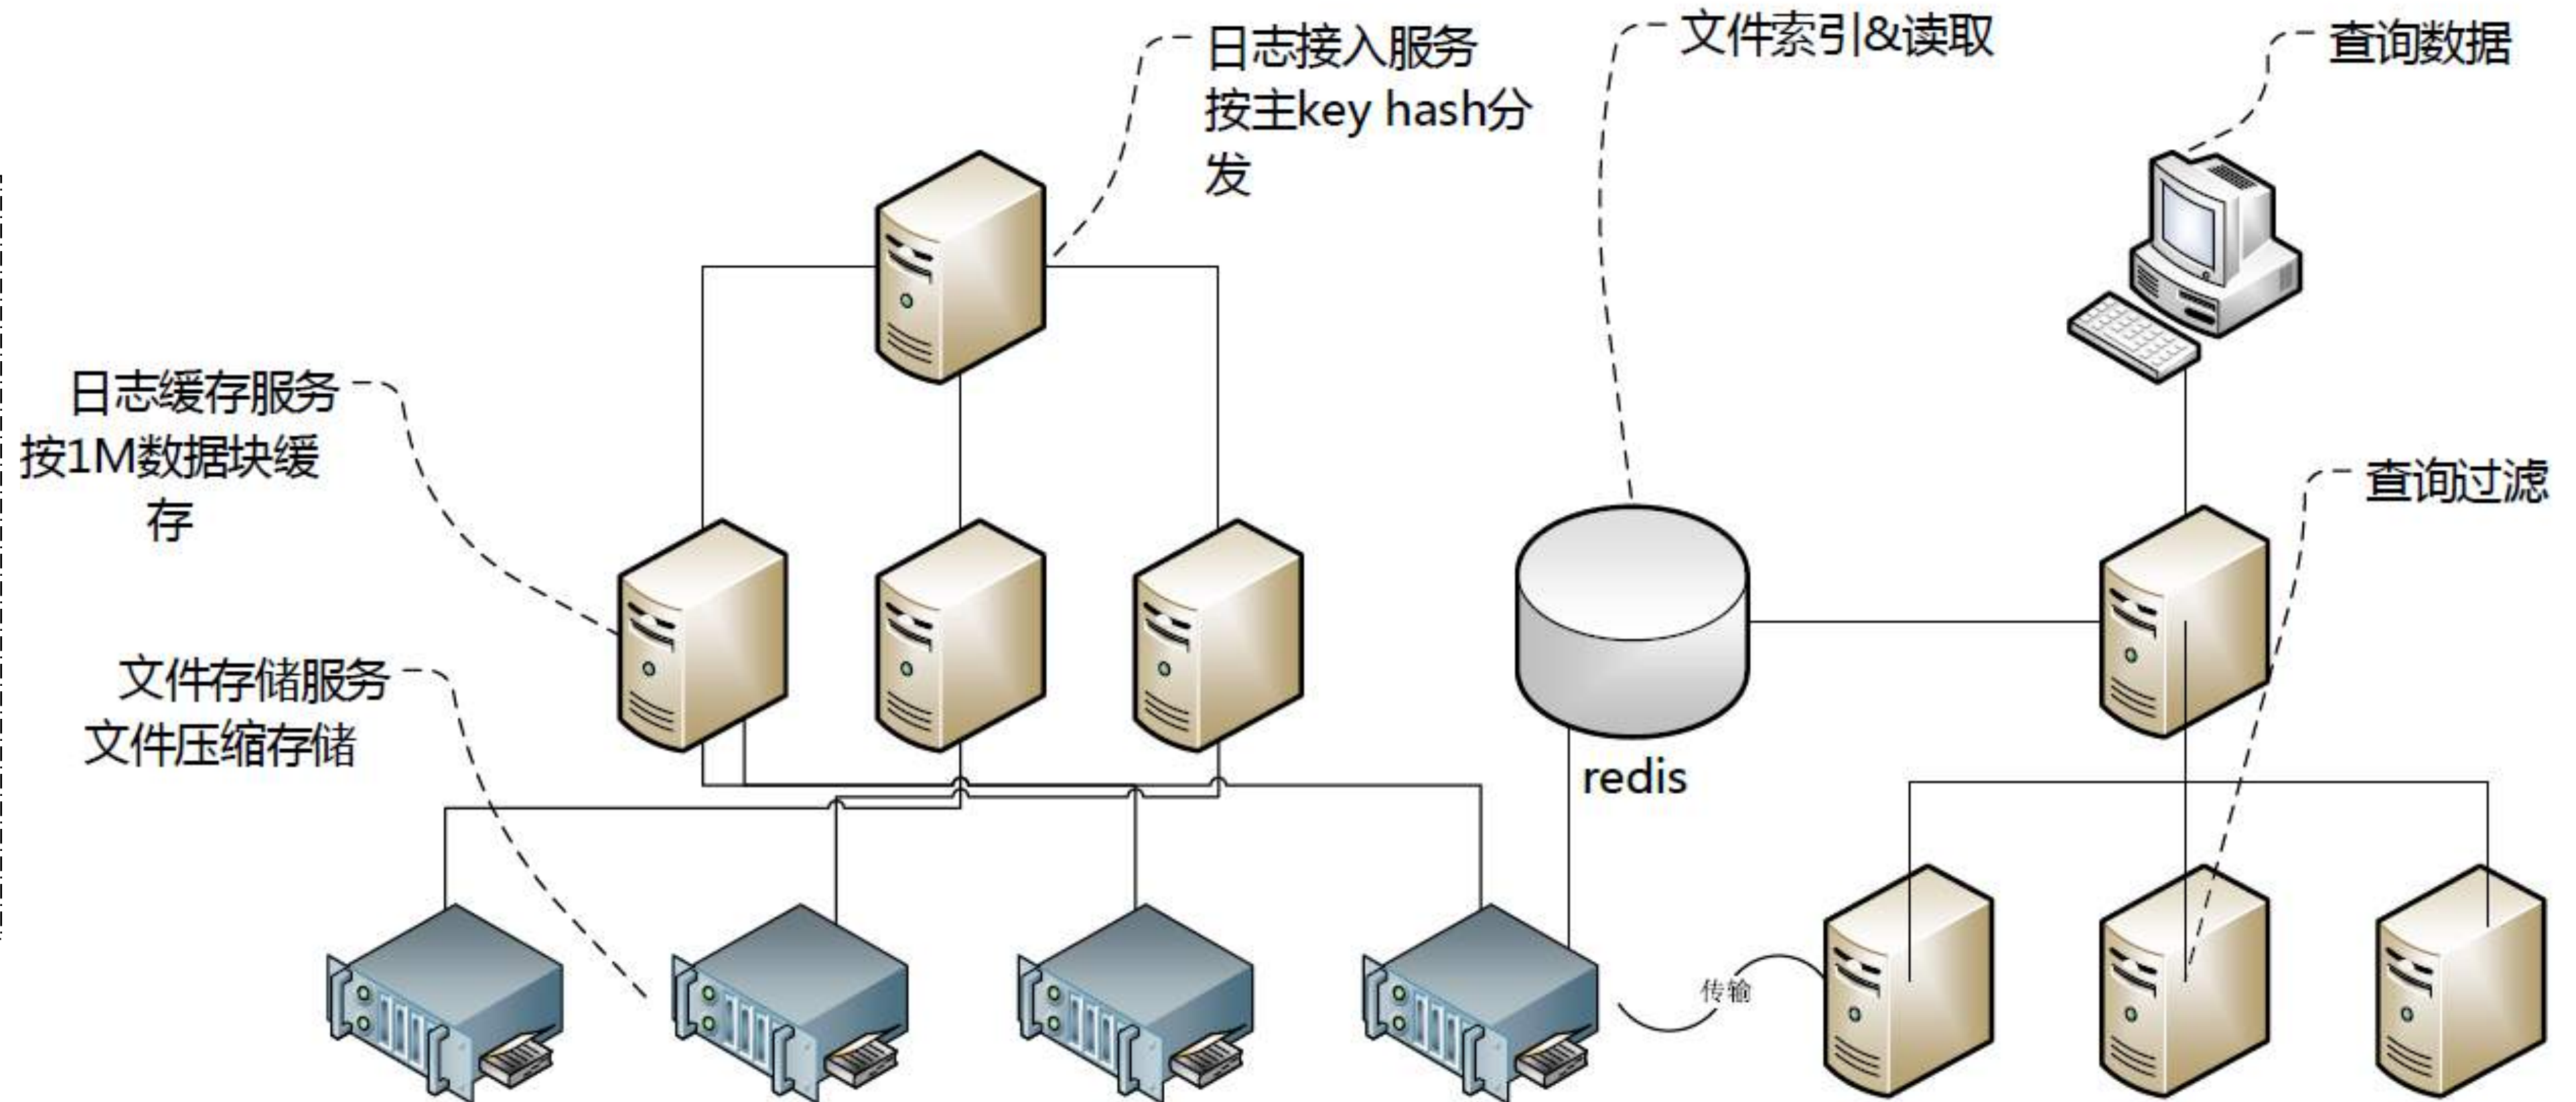 日志接入服务
按主key hash分
发
文件索引&读取
查询数据
日志缓存服务
按1M数据块缓
存
查询过滤
文件存储服务
文件压缩存储
redis
传输